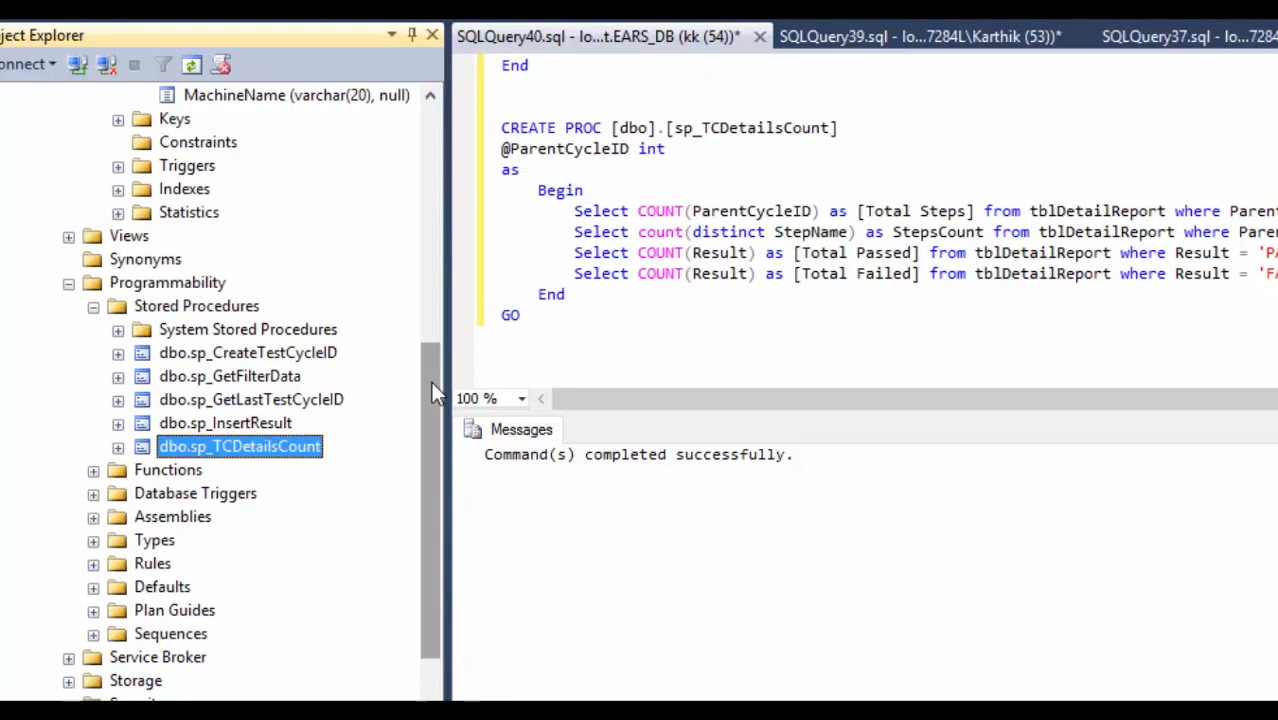 ject Explorer
onnect
MachineName (varchar(20), null)
Keys
Constraints
Triggers
Indexes
Statistics
Views
Synonyms
Programmability
Stored Procedures
System Stored Procedures
dbo.sp_CreateTestCycleID
dbo.sp_GetFilterData
dbo.sp_GetLastTestCycleID
dbo.sp_InsertResult
dbo.sp_TCDetailsCount
Functions
Database Triggers
Assemblies
Types
Rules
Defaults
Plan Guides
Sequences
Service Broker
Storage
SQLQuery40.sql - lo...t.EARS_DB (kk (54))*
SQLQuery39.sql - lo...7284L\Karthik (53))*
SQLQuery37.sql - lo...7284
End
CREATE PROC [dbo].[sp_TCDetailsCount]
@ParentCycleID int
as
Begin
Select COUNT(ParentCycleID) as [Total Steps] from tblDetailReport where Parent
Select count(distinct StepName) as StepsCount from tblDetailReport where Paren
Select COUNT(Result) as [Total Passed] from tblDetailReport where Result = 'PA
Select COUNT(Result) as [Total Failed] from tblDetailReport where Result = 'FA
End
GO
100 %
Messages
Command(s) completed successfully.